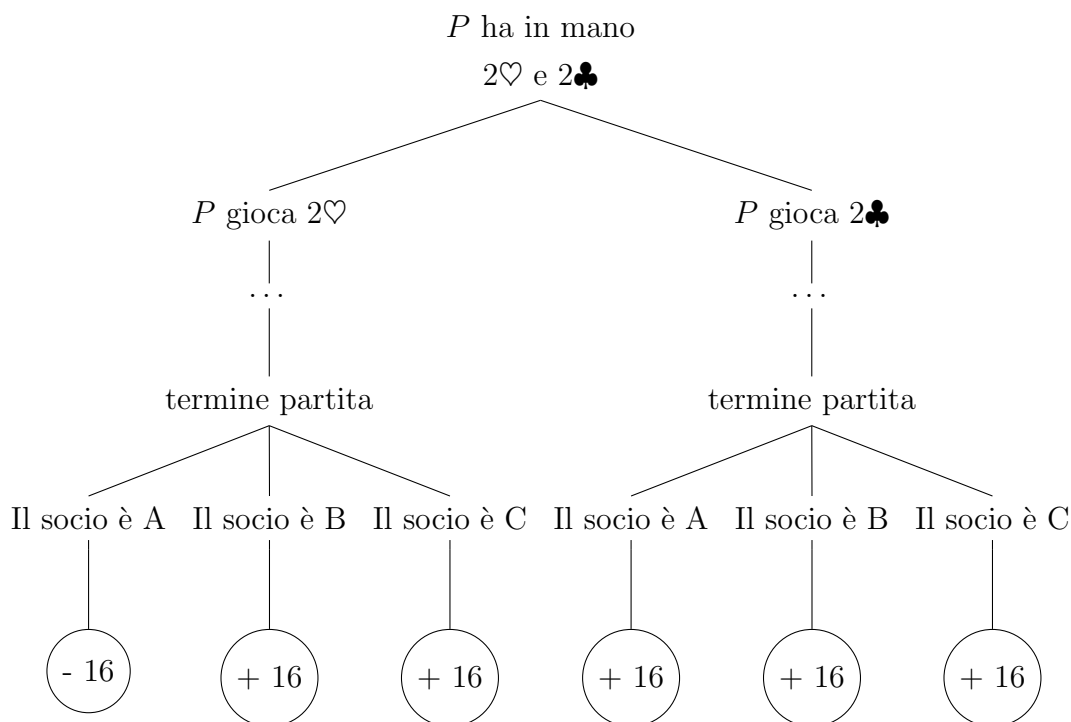 P ha in mano
2♡ e 2♣
P gioca 2♡ P gioca 2♣
... ...
termine partita termine partita
Il socio è A Il socio è B Il socio è C Il socio è A Il socio è B Il socio è C
- 16 + 16 + 16 + 16 + 16 + 16